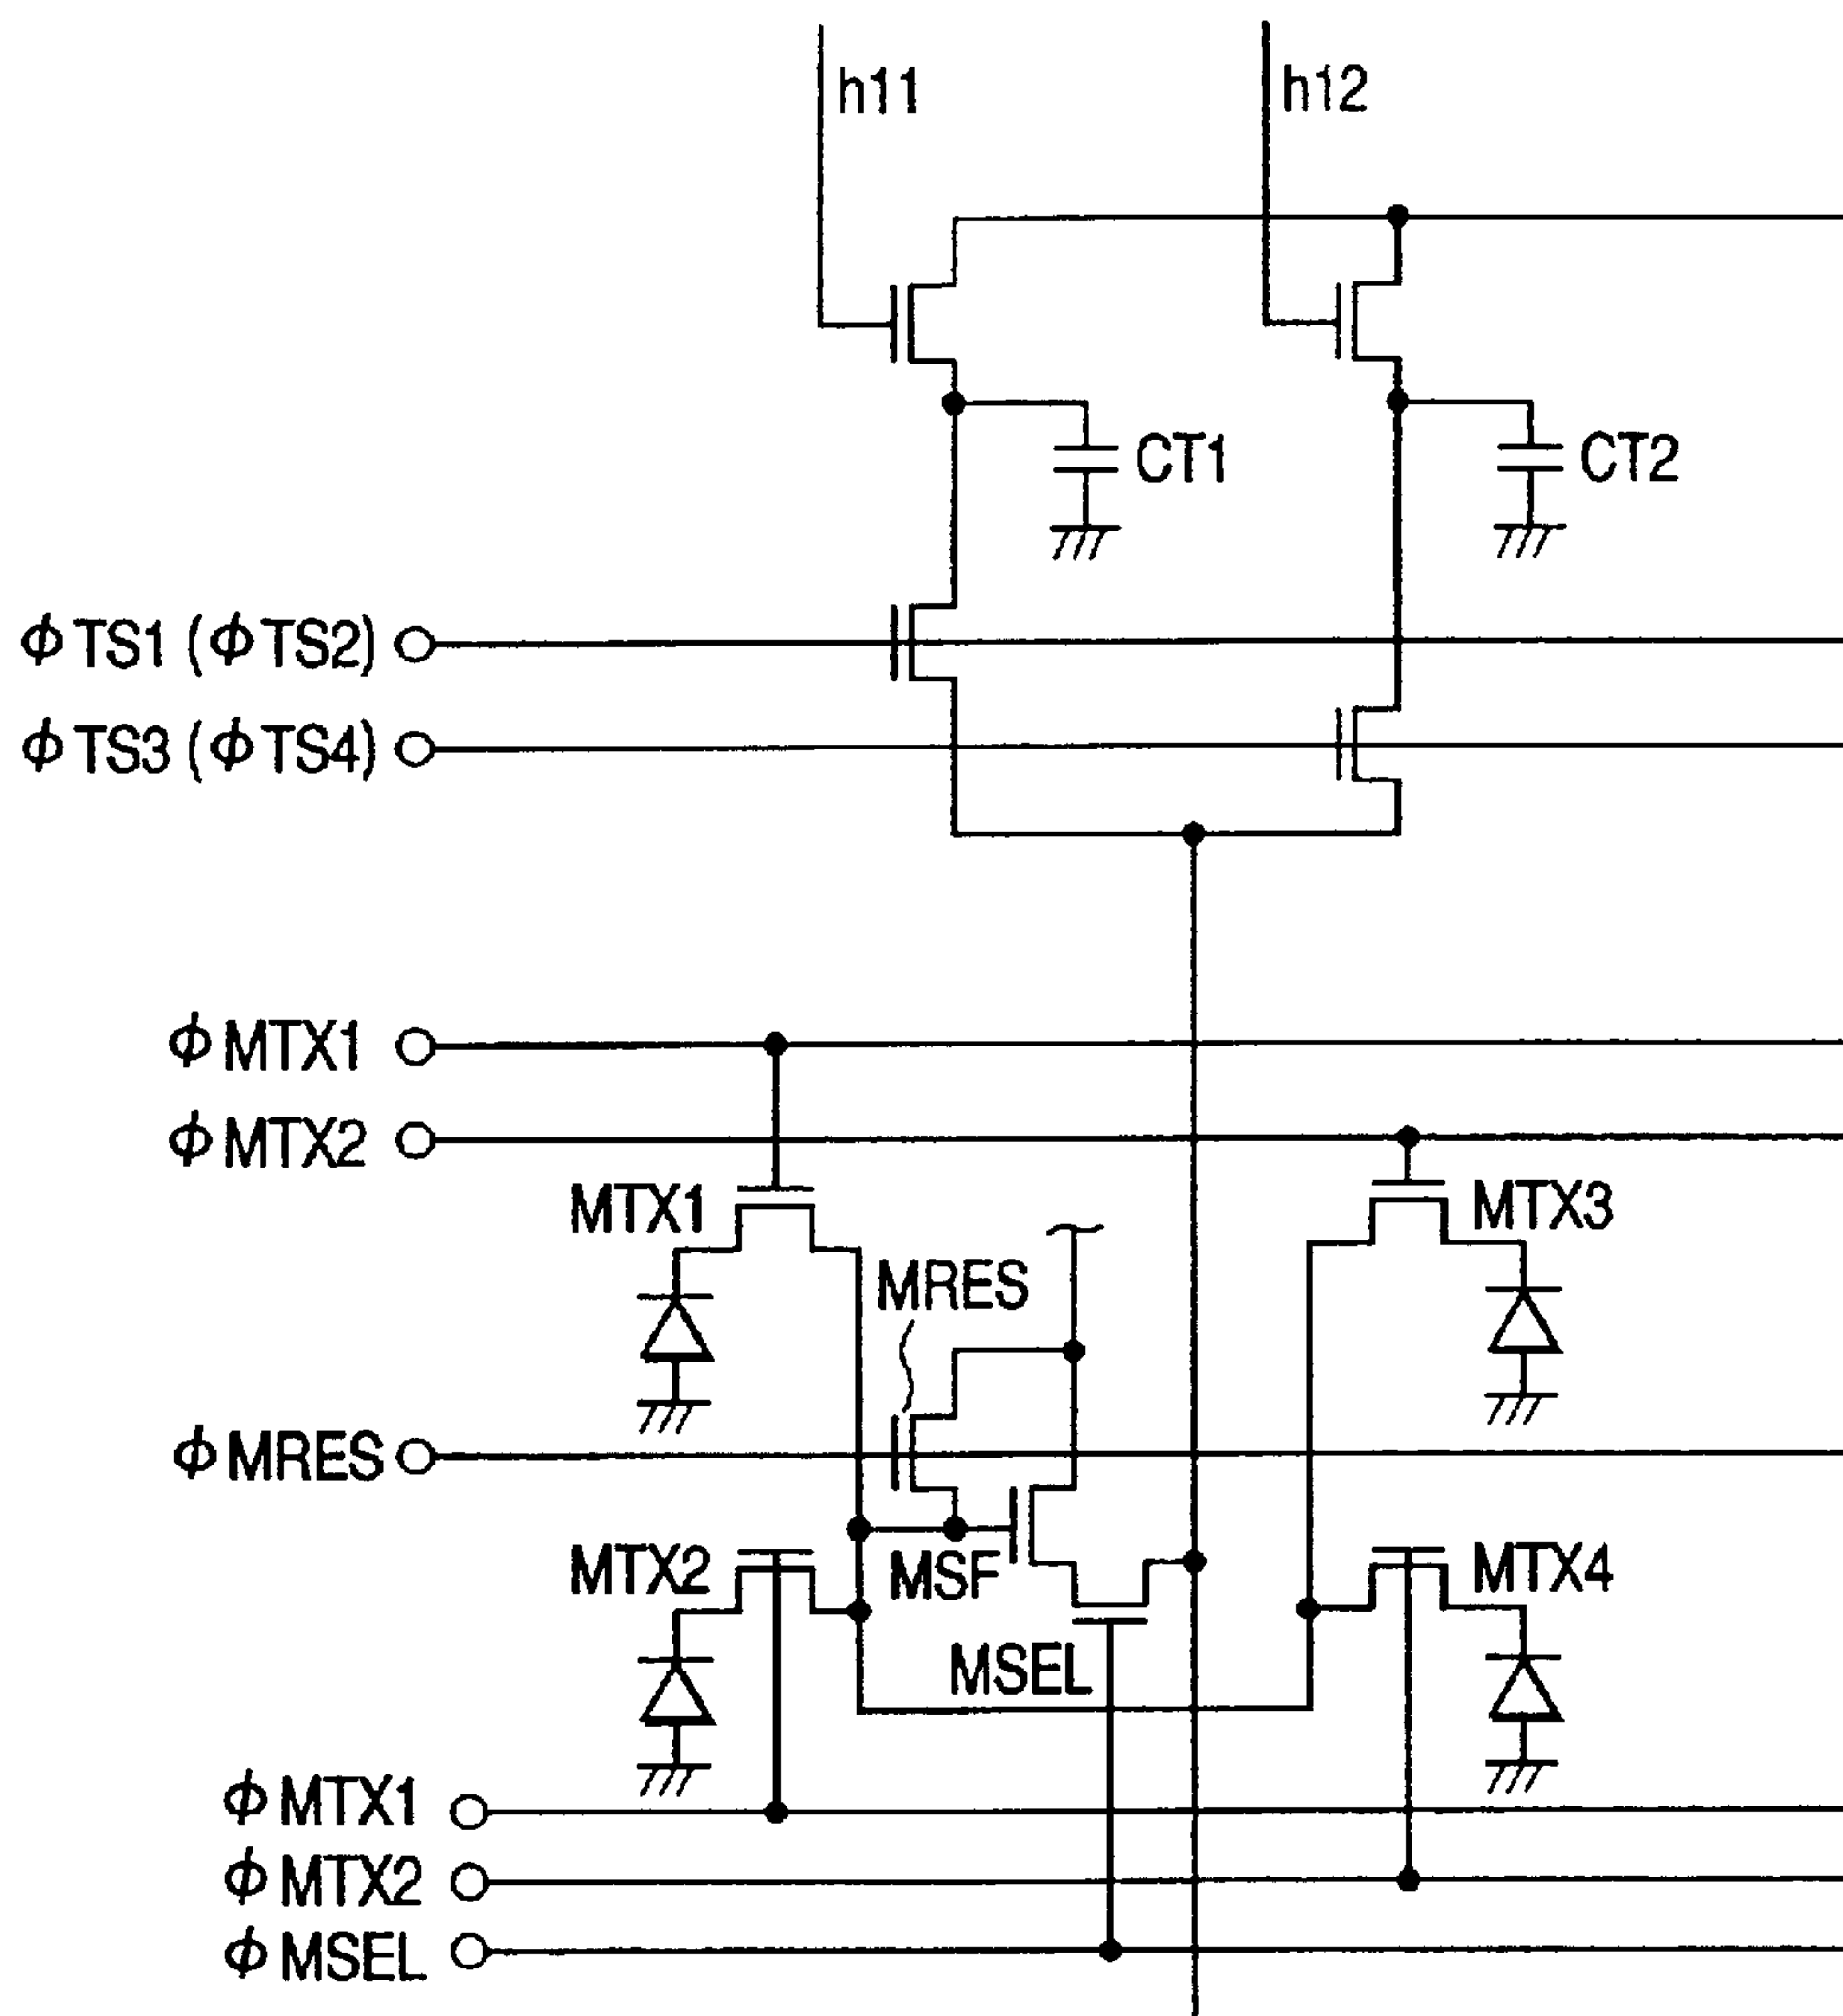 h11 h12
CT1 CT2
ΦTS1 (ΦTS2)
ΦTS3 (ΦTS4)
ΦMTX1
ΦMTX2
MTX1 MTX3
MRES
ΦMRES
MTX2 MSF MTX4
MSEL
ΦMTX1
ΦMTX2
ΦMSEL